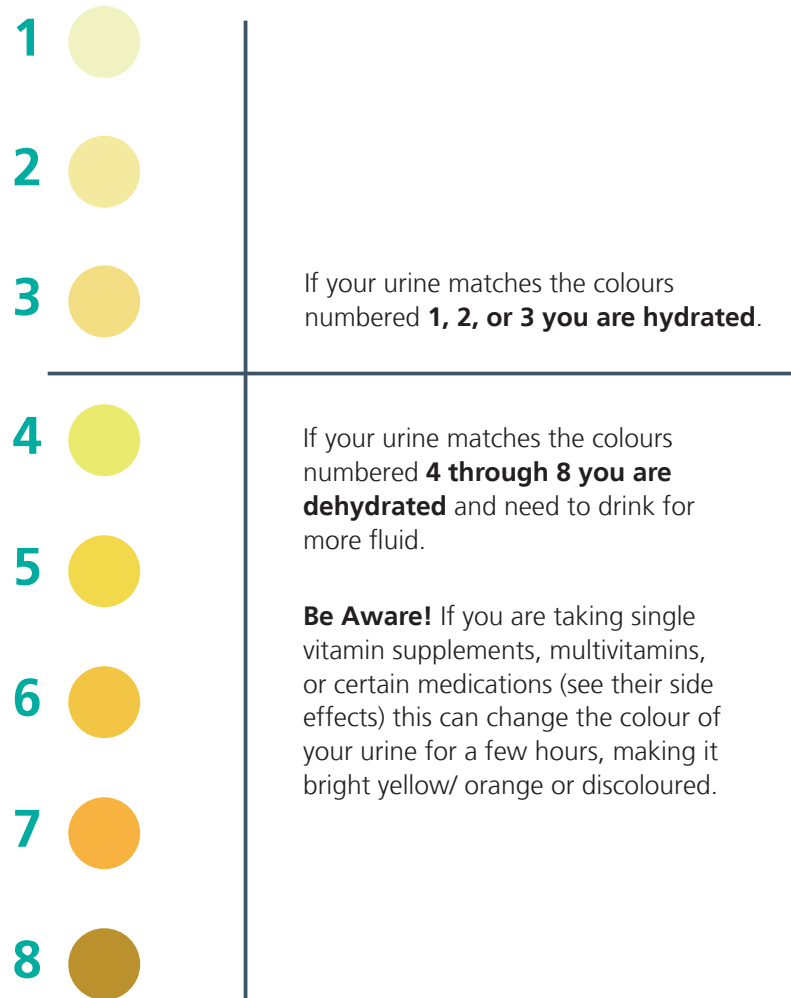 1
2
3
If your urine matches the colours
numbered 1, 2, or 3 you are hydrated.
4
If your urine matches the colours
numbered 4 through 8 you are
dehydrated and need to drink for
more fluid.
5
Be Aware! If you are taking single
vitamin supplements, multivitamins,
or certain medications (see their side
effects) this can change the colour of
your urine for a few hours, making it
bright yellow/ orange or discoloured.
6
7
8